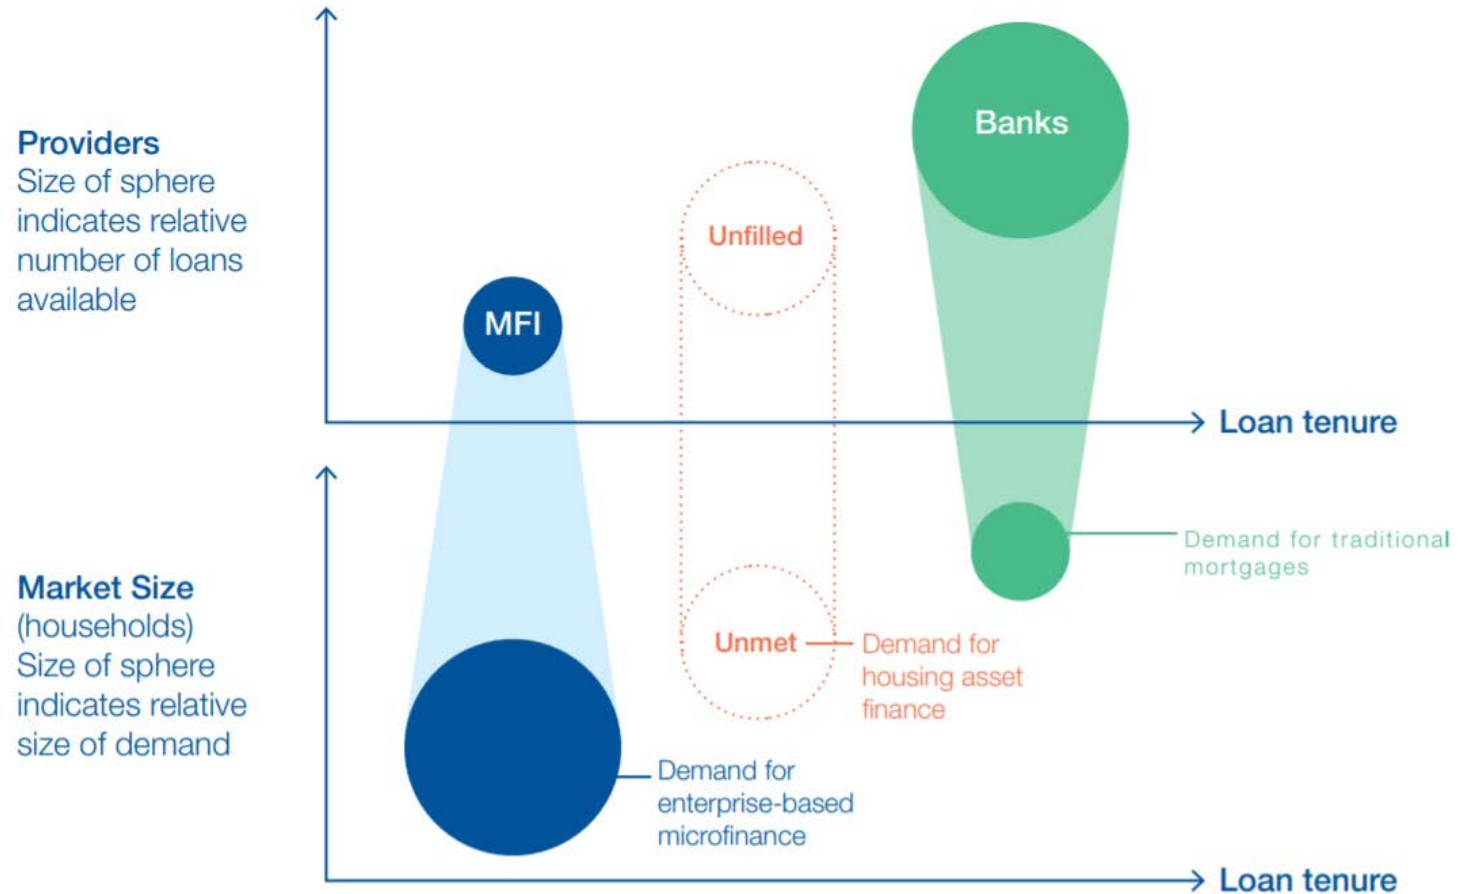 Providers
Size of sphere
indicates relative
number of loans
available
Banks
Unfilled
MFI
Loan tenure
Market Size
(households)
Size of sphere
indicates relative
size of demand
Demand for traditional
mortgages
Unmet
Demand for
housing asset
finance
Demand for
enterprise-based
microfinance
Loan tenure